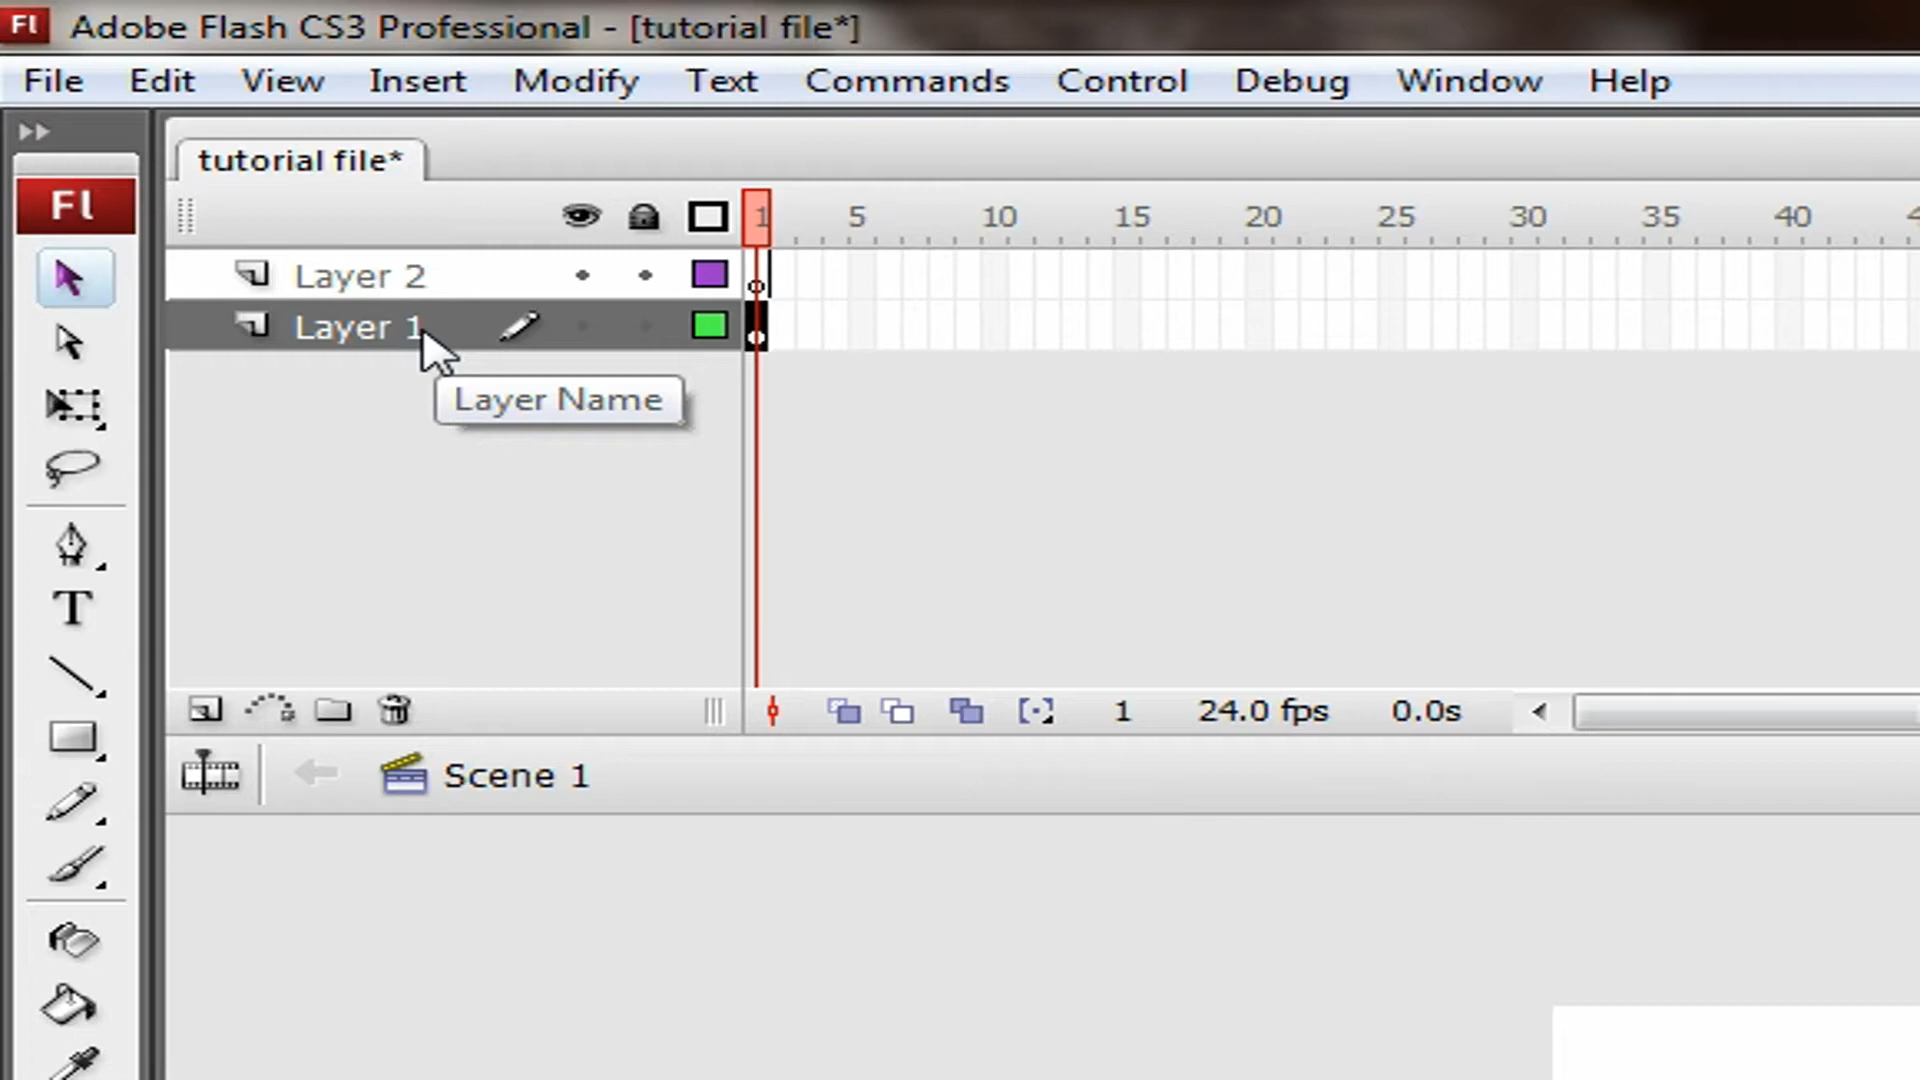 Fl Adobe Flash CS3 Professional - [tutorial file*]
File Edit View Insert Modify Text Commands Control Debug Window Help
tutorial file*
Fl
1 5 10 15 20 25 30 35 40
Layer 2
Layer 1
Layer Name
T
1 24.0 fps 0.0s
Scene 1